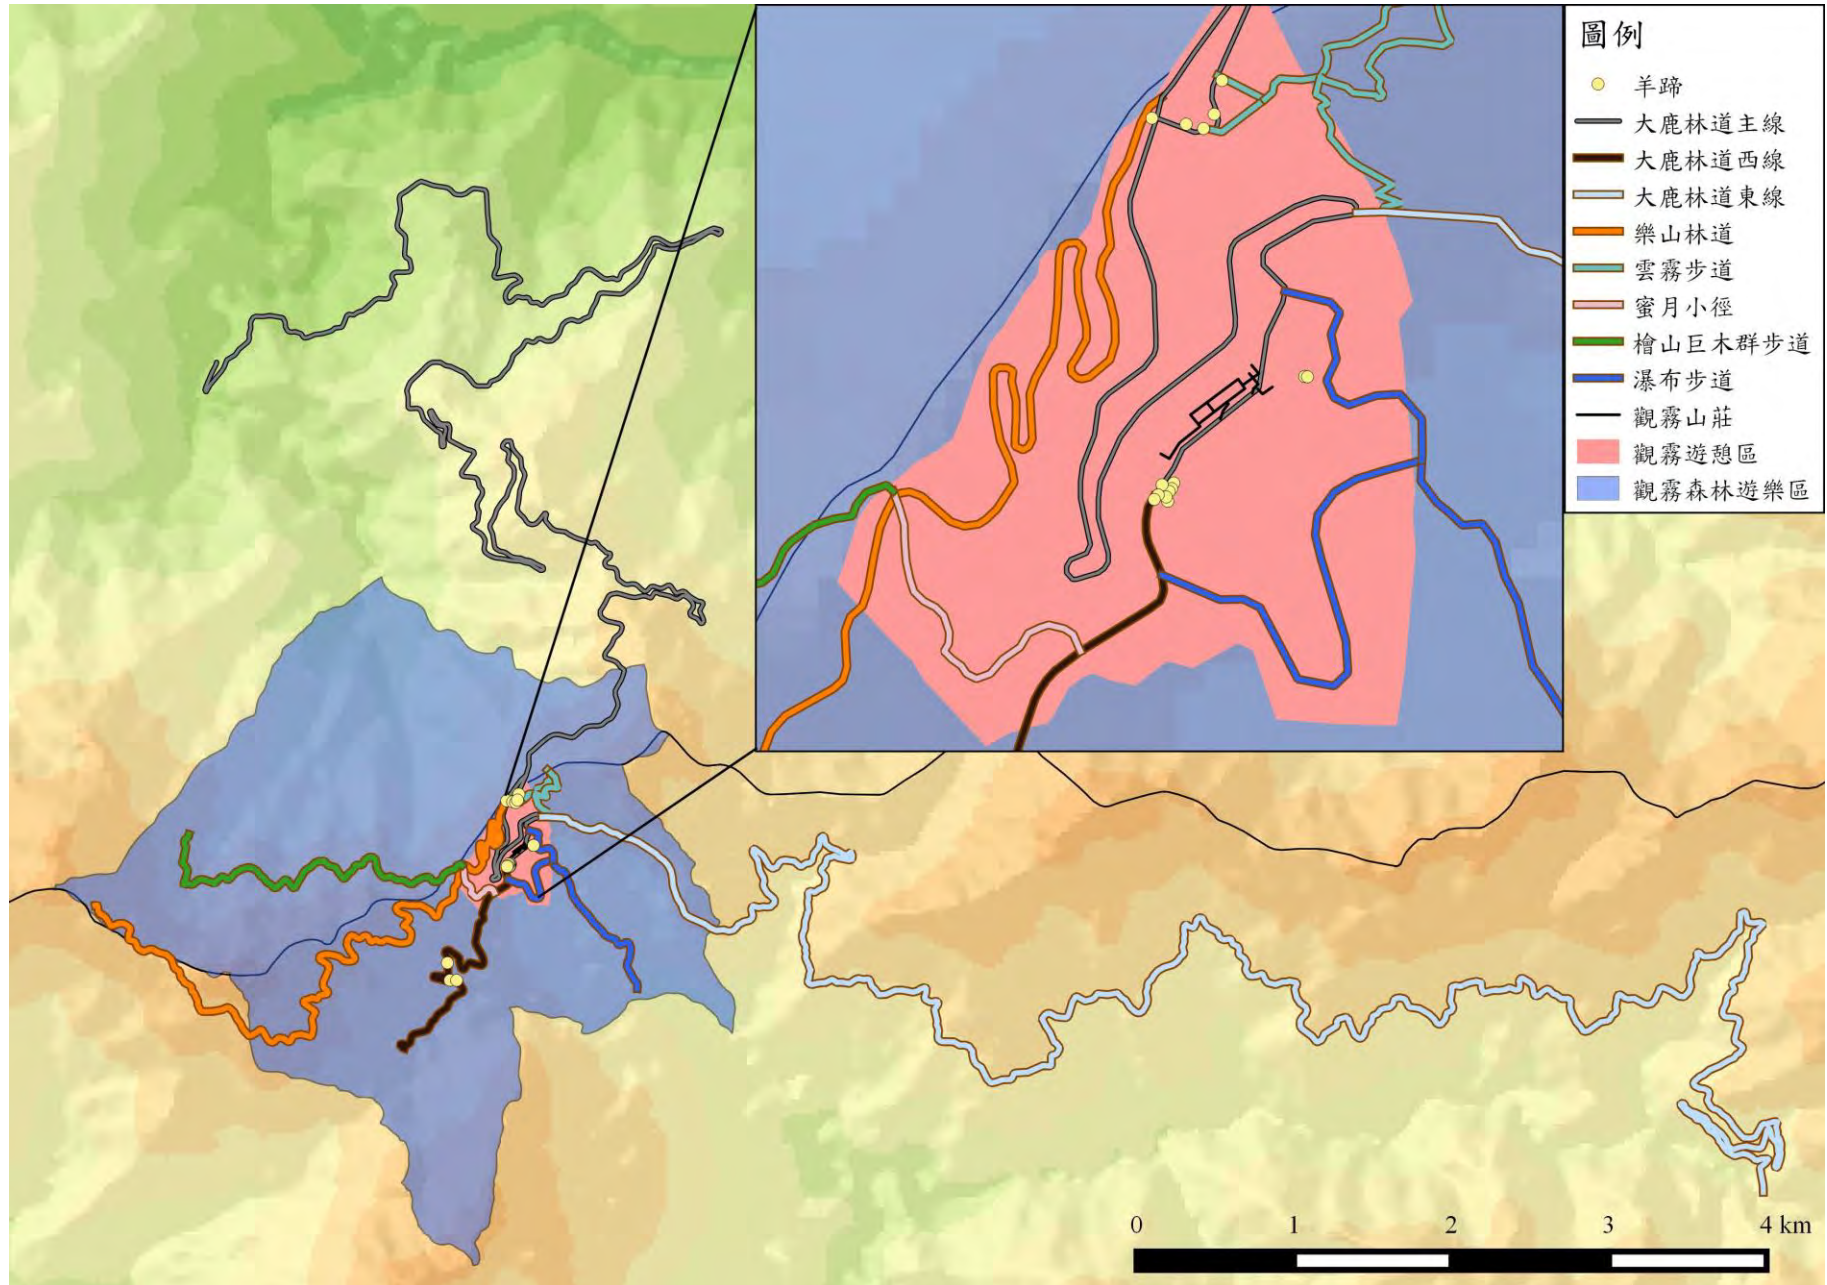 圖例
羊蹄
大鹿林道主線
大鹿林道西線
大鹿林道東線
樂山林道
雲霧步道
蜜月小徑
檜山巨木群步道
瀑布步道
觀霧山莊
觀霧遊憩區
觀霧森林遊樂區
0 1 2 3 4 km